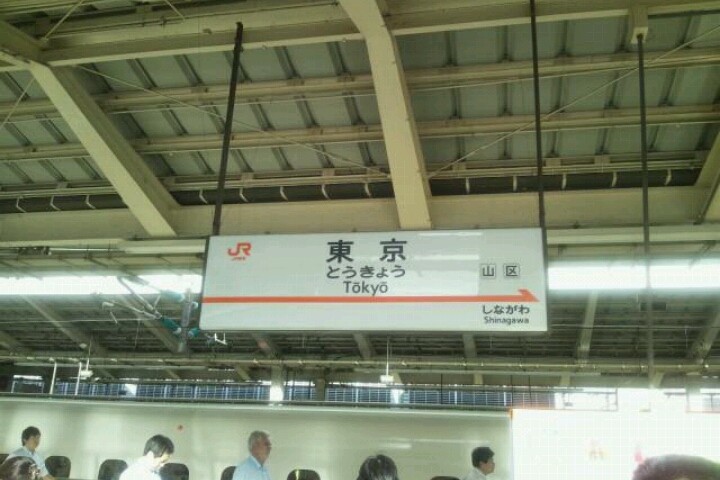 JR
東京
とうきょう
Tōkyō
山区
しながわ
Shinagawa